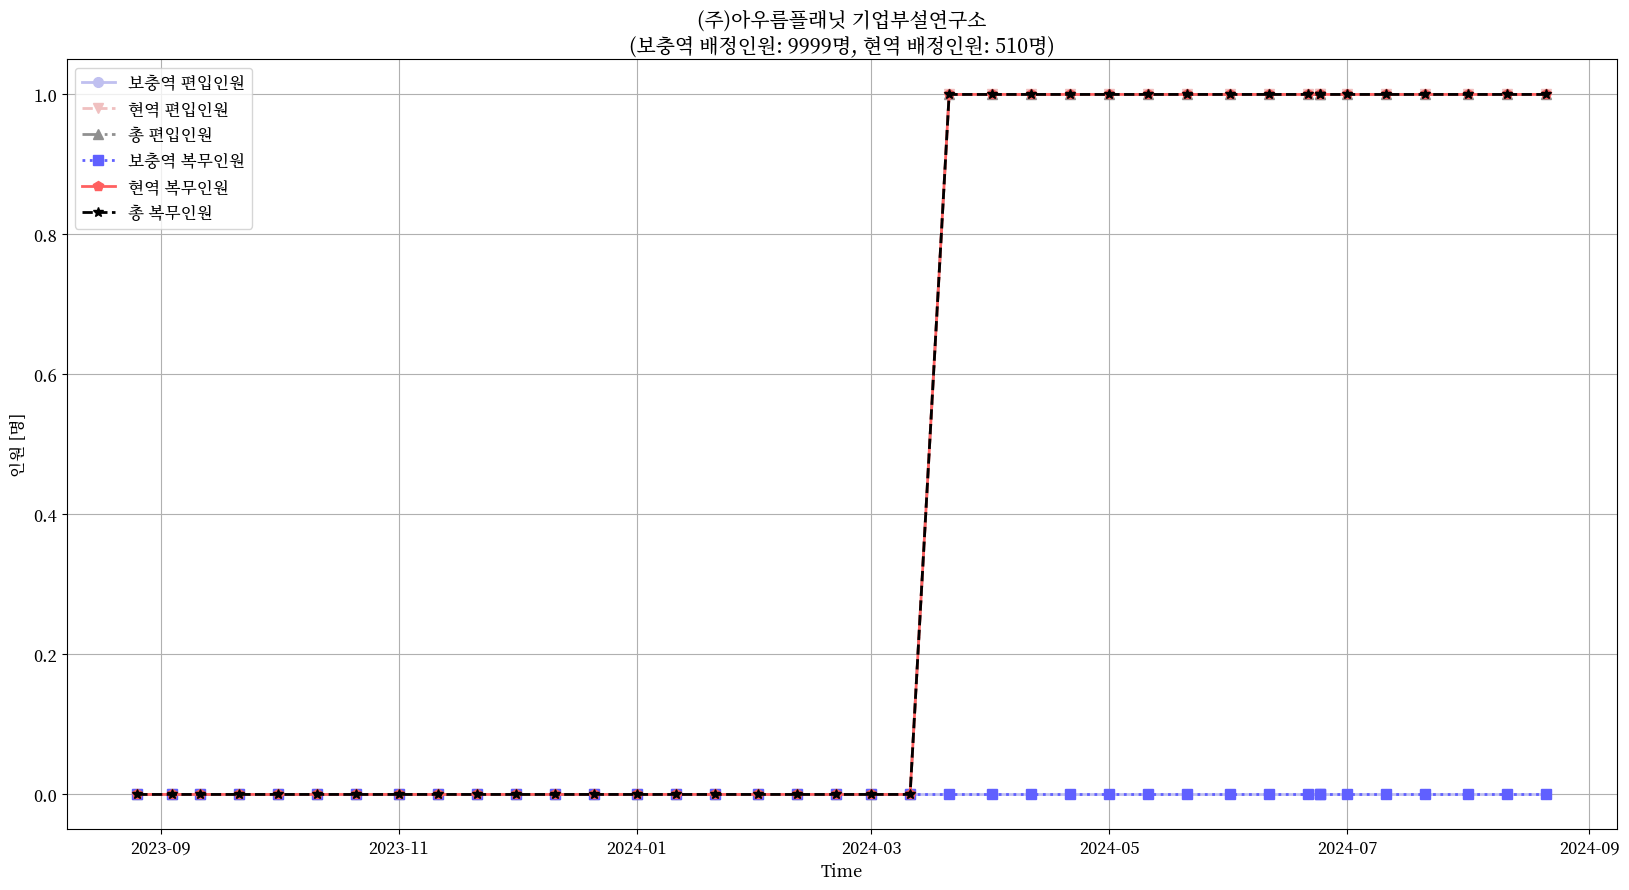 (주)아우름플래닛 기업부설연구소
(보충역 배정인원: 9999명, 현역 배정인원: 510명)
보충역 편입인원
현역 편입인원
총 편입인원
보충역 복무인원
현역 복무인원
총 복무인원
1.0
0.8
0.6
0.4
0.2
0.0
인원 [명]
2023-09
2023-11
2024-01
2024-03
2024-05
2024-07
2024-09
Time